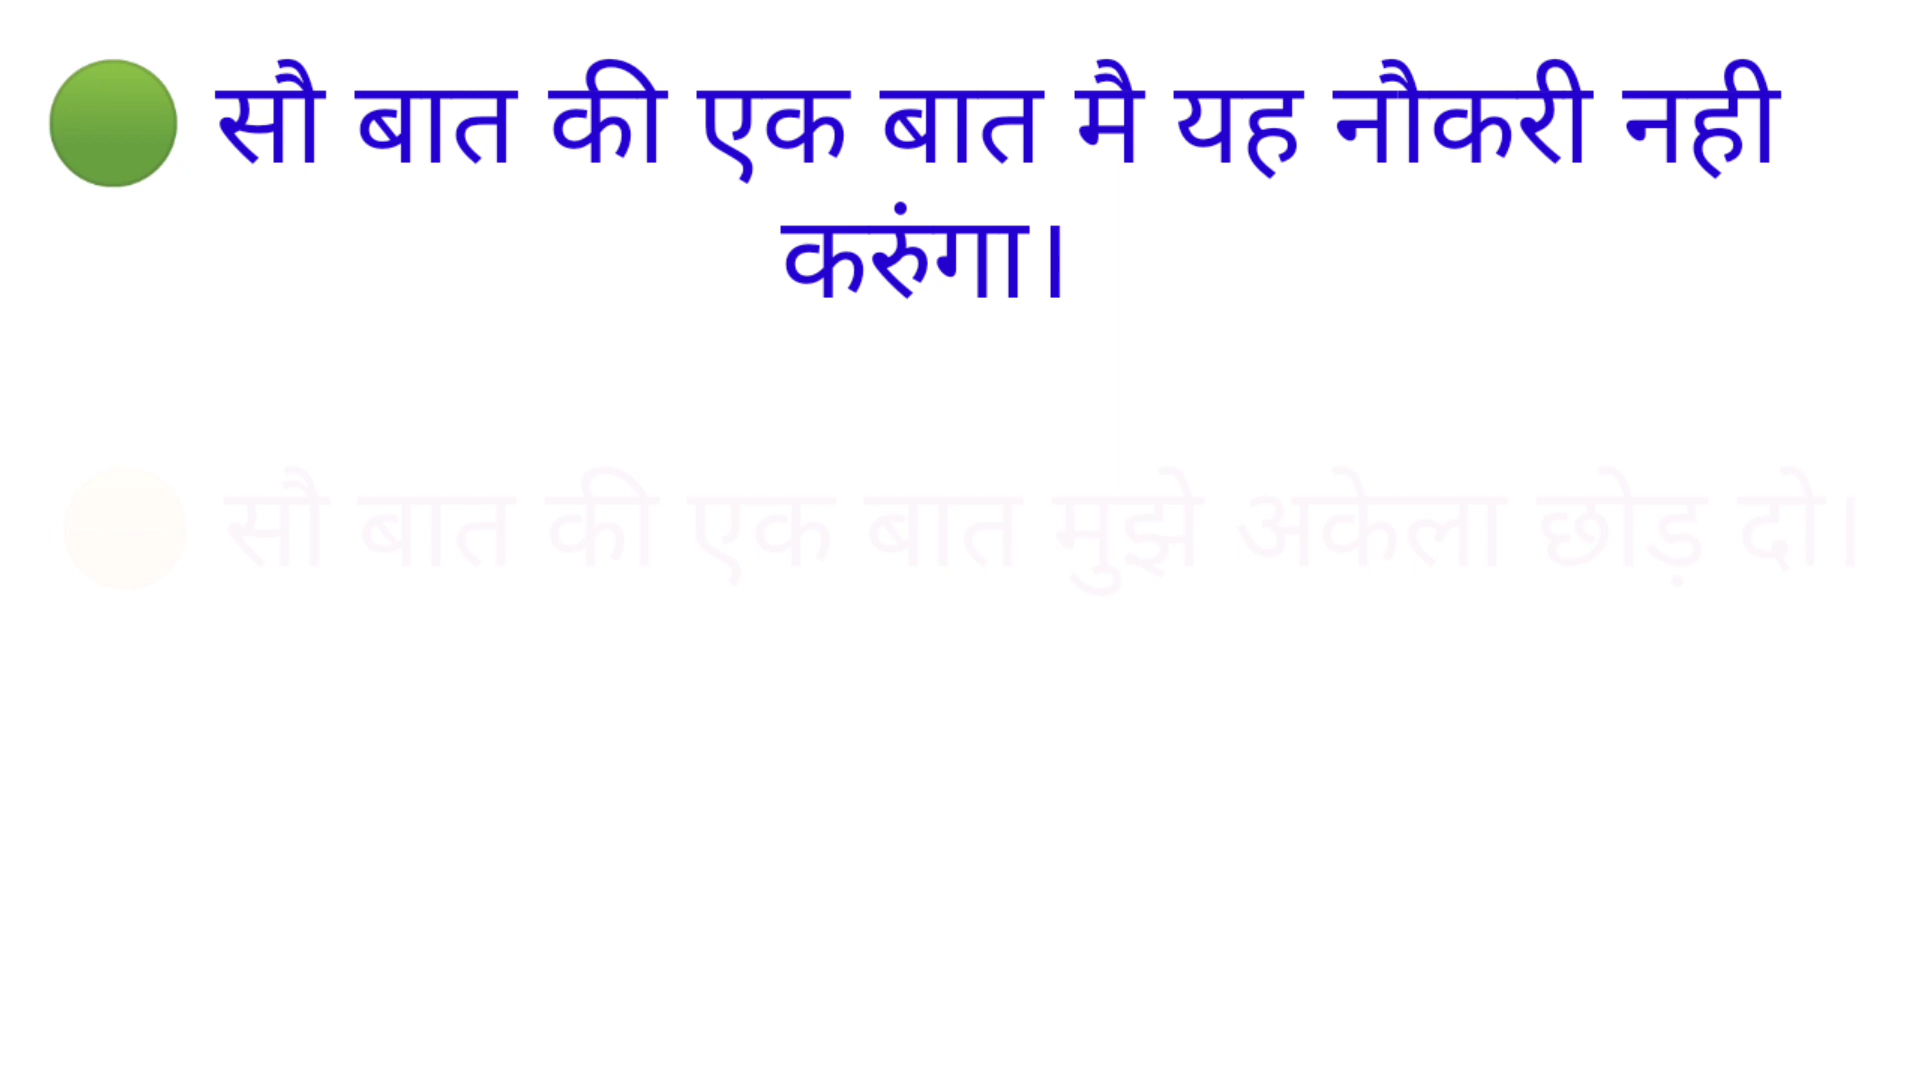 सौ बात की एक बात मै यह नौकरी नही
करुंगा।
सौ बात की एक बात मुझे अकेला छोड़ दो।